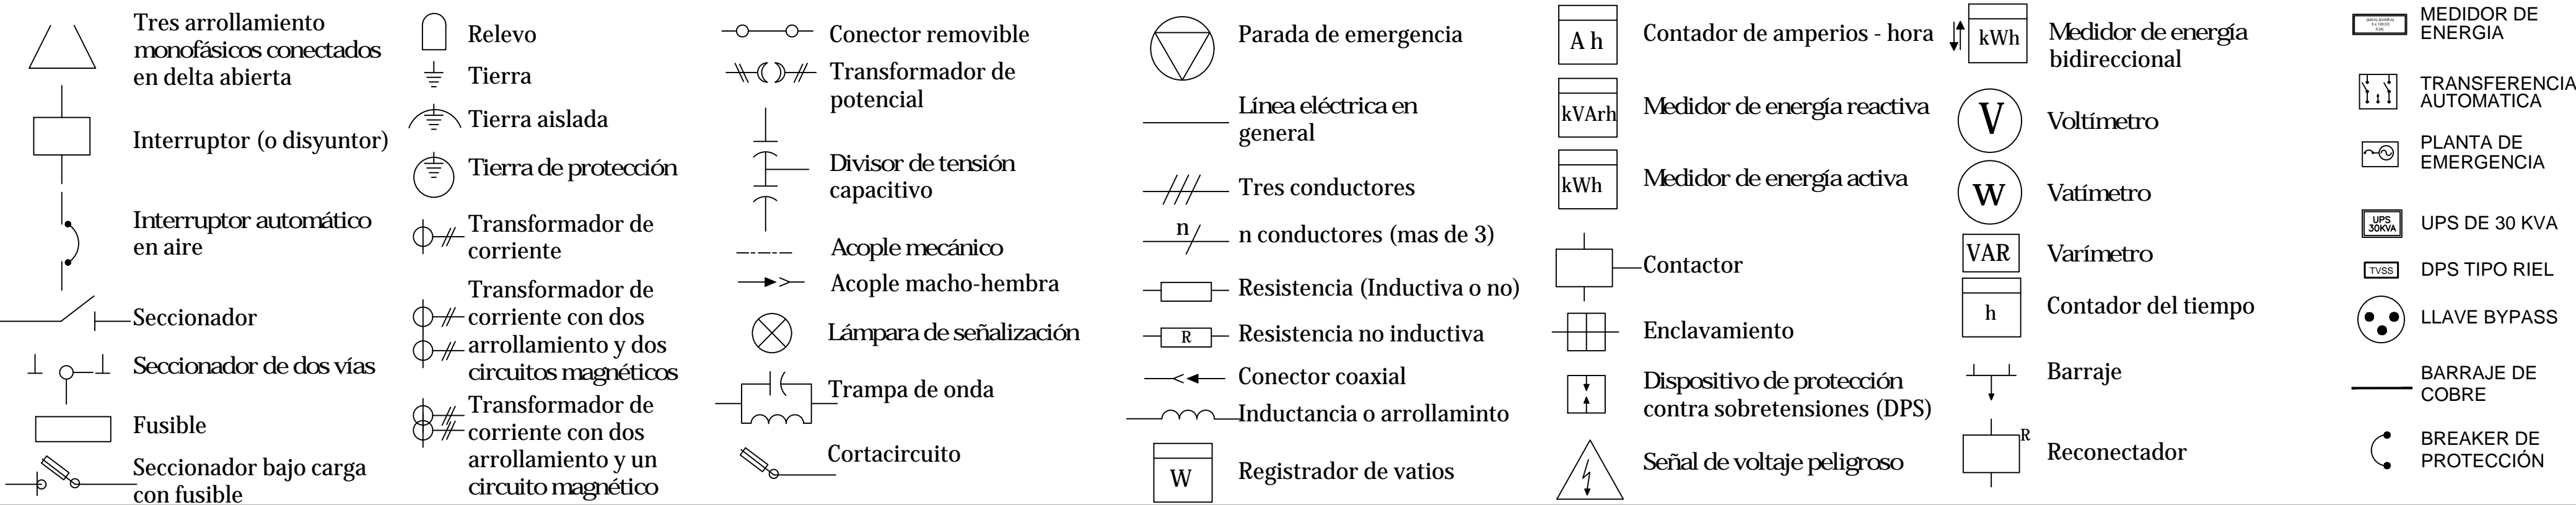 Tres arrollamiento
monofásicos conectados
en delta abierta
Interruptor (o disyuntor)
Interruptor automático
en aire
Seccionador
Seccionador de dos vías
Fusible
Seccionador bajo carga
con fusible
Relevo
Tierra
Tierra aislada
Tierra de protección
Transformador de
corriente
Transformador de
corriente con dos
arrollamiento y dos
circuitos magnéticos
Transformador de
corriente con dos
arrollamiento y un
circuito magnético
Conector removible
Transformador de
potencial
Divisor de tensión
capacitivo
Acople mecánico
Acople macho-hembra
Lámpara de señalización
Trampa de onda
Cortacircuito
Parada de emergencia
Línea eléctrica en
general
Tres conductores
n
n conductores (mas de 3)
Resistencia (Inductiva o no)
R
Resistencia no inductiva
Conector coaxial
Inductancia o arrollaminto
W
Registrador de vatios
A h
Contador de amperios - hora
kVArh
Medidor de energía reactiva
kWh
Medidor de energía activa
Contactor
Enclavamiento
Dispositivo de protección
contra sobretensiones (DPS)
Señal de voltaje peligroso
kWh
Medidor de energía
bidireccional
V
Voltímetro
W
Vatímetro
VAR
Varímetro
h
Contador del tiempo
Barraje
R
Reconectador
MEDIDOR DE
ENERGIA
TRANSFERENCIA
AUTOMATICA
PLANTA DE
EMERGENCIA
UPS
30KVA
UPS DE 30 KVA
TVSS
DPS TIPO RIEL
LLAVE BYPASS
BARRAJE DE
COBRE
BREAKER DE
PROTECCIÓN